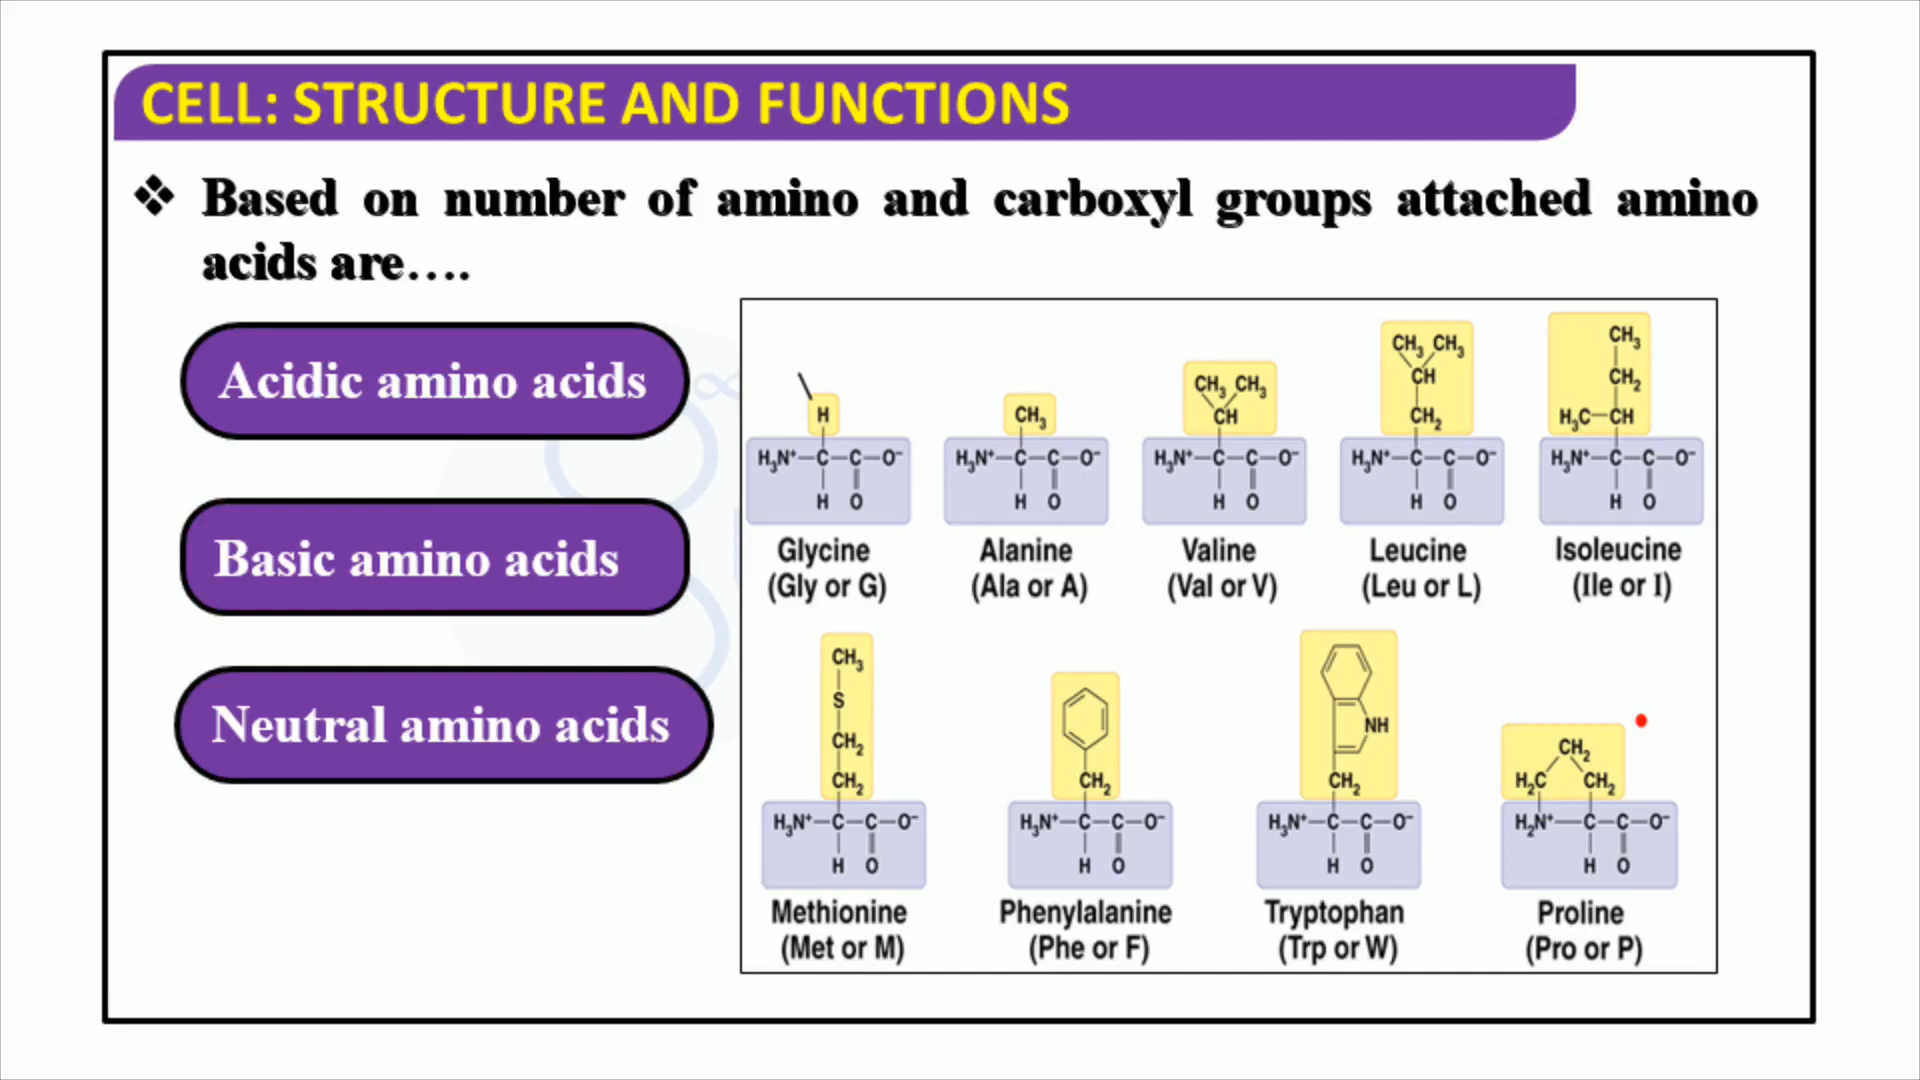 CELL: STRUCTURE AND FUNCTIONS
❖ Based on number of amino and carboxyl groups attached amino
acids are….
Acidic amino acids
Basic amino acids
Neutral amino acids
H
H₃N⁺—C—C—O⁻
H O
Glycine
(Gly or G)
CH₃
H₃N⁺—C—C—O⁻
H O
Alanine
(Ala or A)
CH₃ CH₃
CH
H₃N⁺—C—C—O⁻
H O
Valine
(Val or V)
CH₃ CH₃
CH
CH₂
H₃N⁺—C—C—O⁻
H O
Leucine
(Leu or L)
CH₃
CH₂
H₃C—CH
H₃N⁺—C—C—O⁻
H O
Isoleucine
(Ile or I)
CH₃
S
CH₂
CH₂
H₃N⁺—C—C—O⁻
H O
Methionine
(Met or M)
CH₂
H₃N⁺—C—C—O⁻
H O
Phenylalanine
(Phe or F)
NH
CH₂
H₃N⁺—C—C—O⁻
H O
Tryptophan
(Trp or W)
CH₂
H₂C CH₂
H₂N⁺—C—C—O⁻
H O
Proline
(Pro or P)